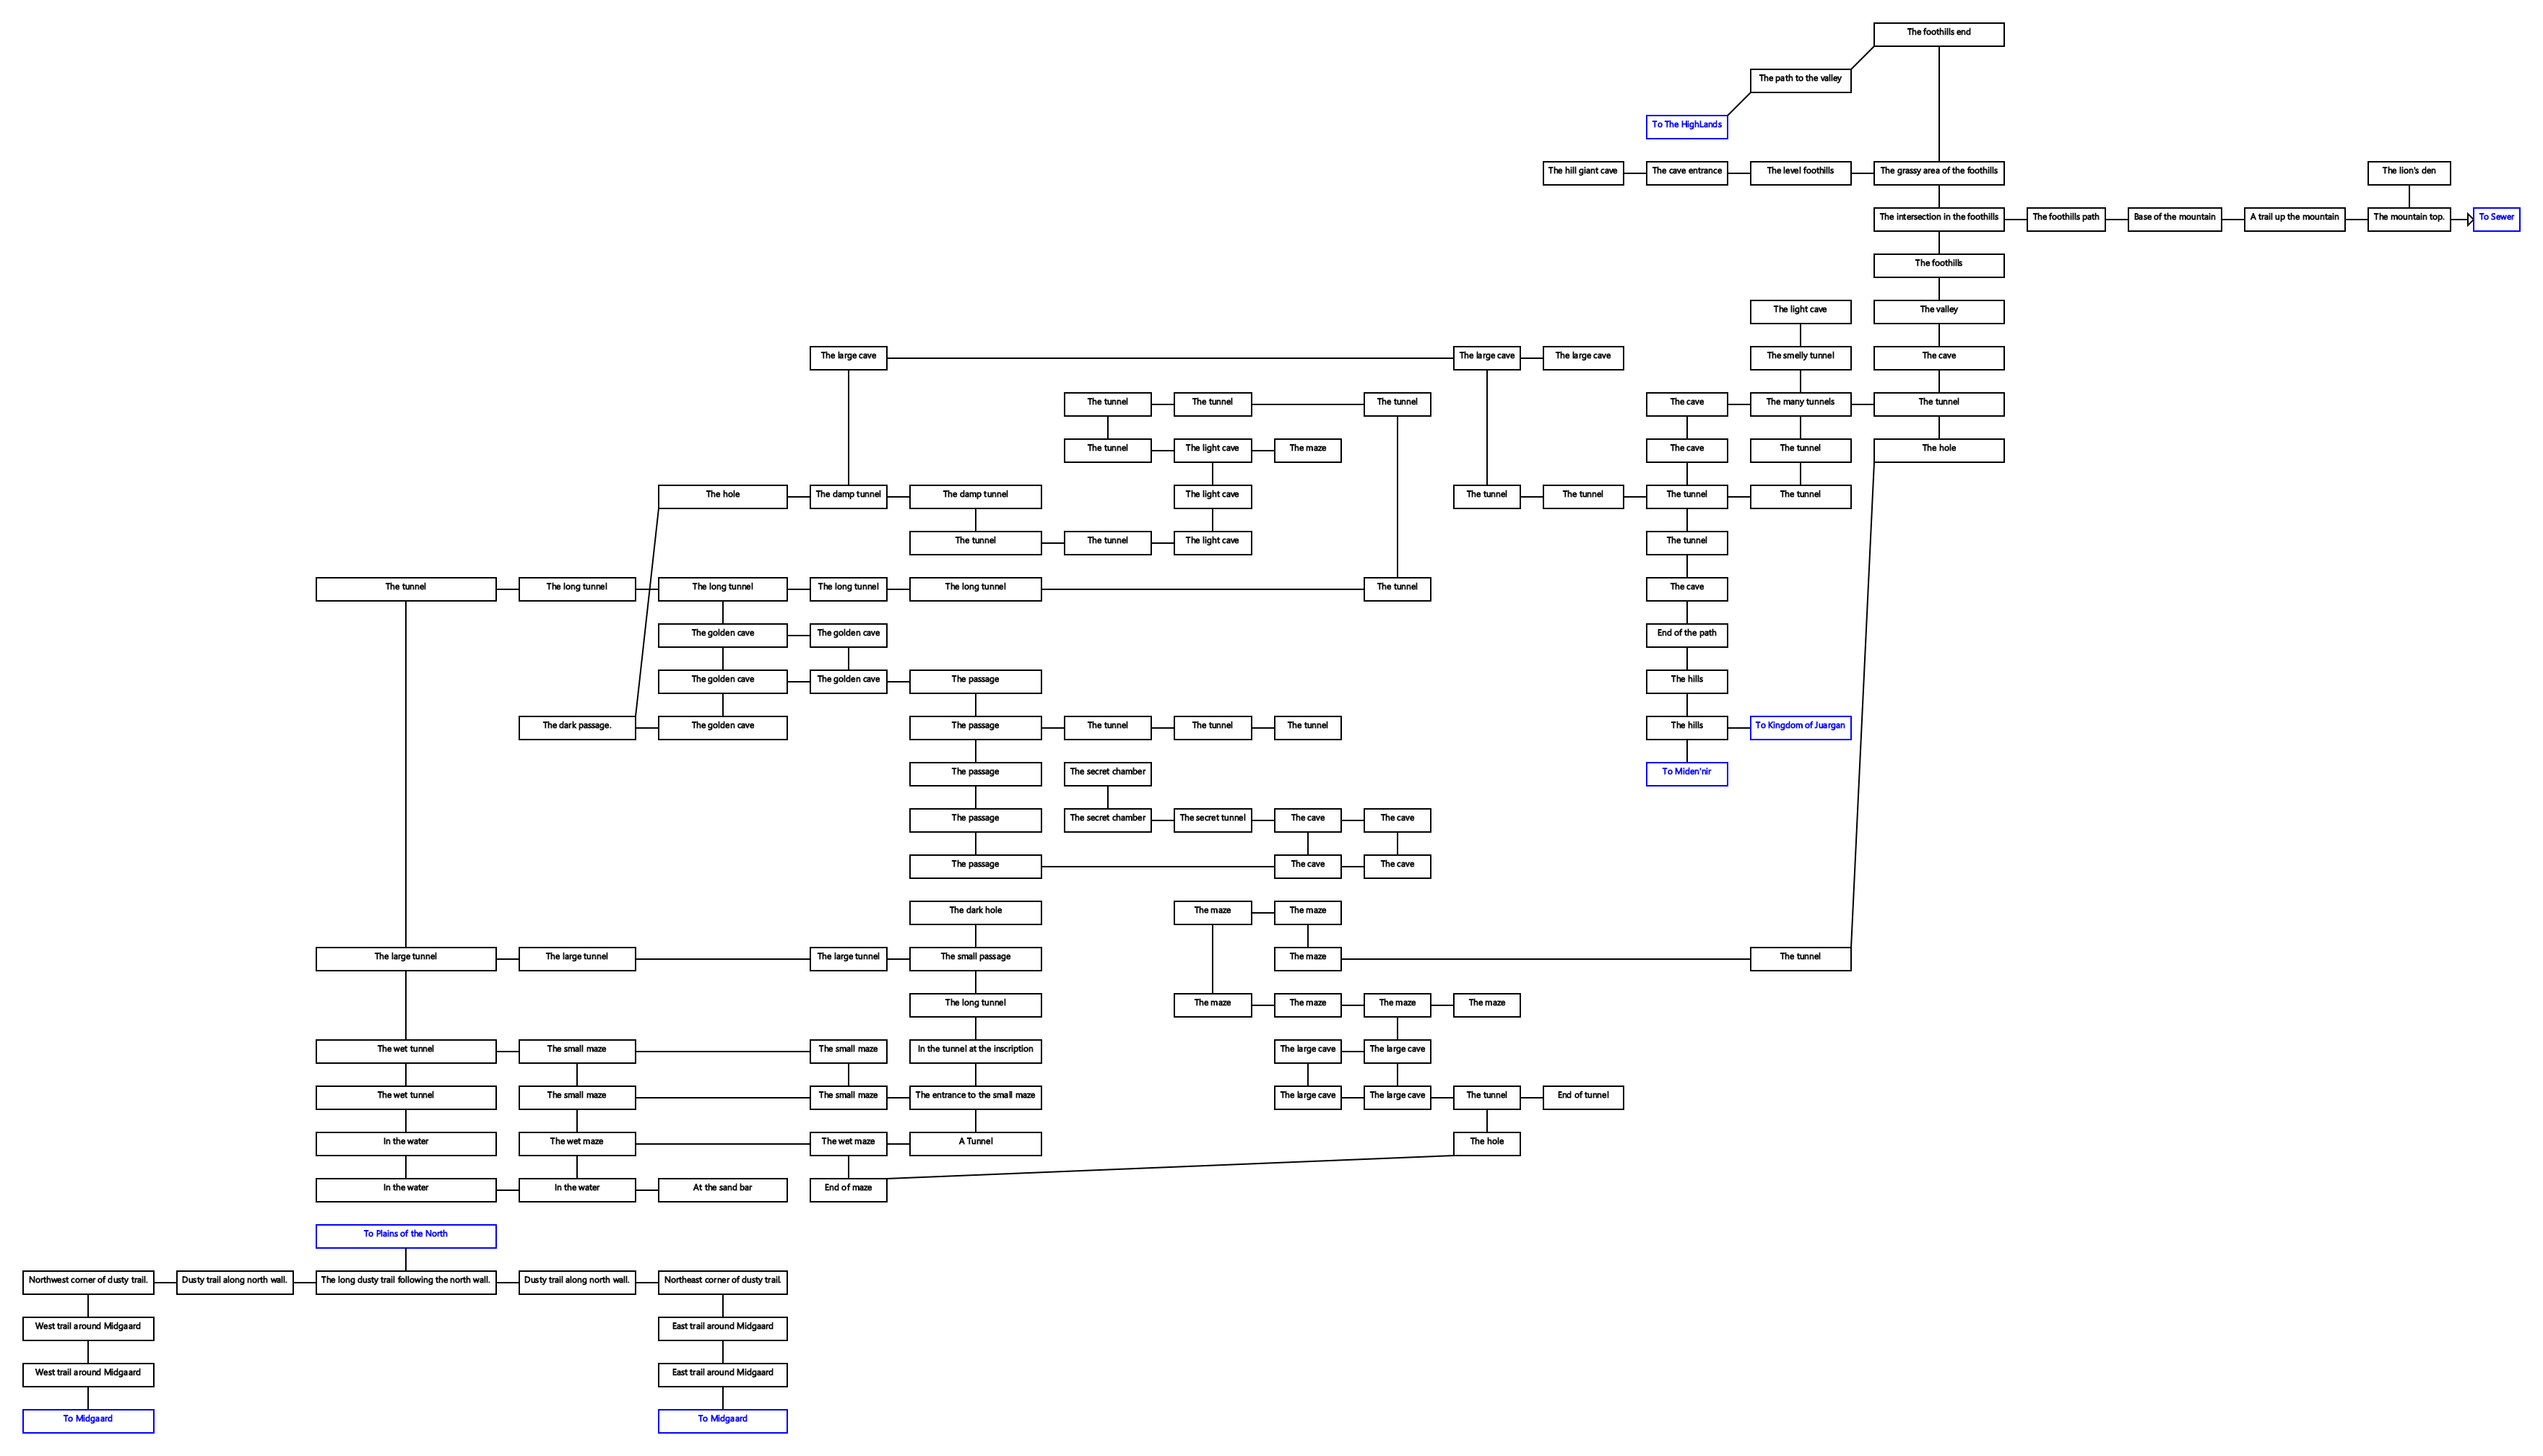 The foothills end
The path to the valley
To The HighLands
The hill giant cave
The cave entrance
The level foothills
The grassy area of the foothills
The lion's den
The intersection in the foothills
The foothills path
Base of the mountain
A trail up the mountain
The mountain top.
To Sewer
The foothills
The light cave
The valley
The large cave
The large cave
The large cave
The smelly tunnel
The cave
The tunnel
The tunnel
The tunnel
The cave
The many tunnels
The tunnel
The tunnel
The light cave
The maze
The cave
The tunnel
The hole
The hole
The damp tunnel
The damp tunnel
The light cave
The tunnel
The tunnel
The tunnel
The tunnel
The tunnel
The tunnel
The light cave
The tunnel
The tunnel
The long tunnel
The long tunnel
The long tunnel
The long tunnel
The tunnel
The cave
The golden cave
The golden cave
End of the path
The golden cave
The golden cave
The passage
The hills
The dark passage.
The golden cave
The passage
The tunnel
The tunnel
The tunnel
The hills
To Kingdom of Juargan
The passage
The secret chamber
To Miden'nir
The passage
The secret chamber
The secret tunnel
The cave
The cave
The passage
The cave
The cave
The dark hole
The maze
The maze
The large tunnel
The large tunnel
The large tunnel
The small passage
The maze
The tunnel
The long tunnel
The maze
The maze
The maze
The maze
The wet tunnel
The small maze
The small maze
In the tunnel at the inscription
The large cave
The large cave
The wet tunnel
The small maze
The small maze
The entrance to the small maze
The large cave
The large cave
The tunnel
End of tunnel
In the water
The wet maze
The wet maze
A Tunnel
The hole
In the water
In the water
At the sand bar
End of maze
To Plains of the North
Northwest corner of dusty trail.
Dusty trail along north wall.
The long dusty trail following the north wall.
Dusty trail along north wall.
Northeast corner of dusty trail.
West trail around Midgaard
East trail around Midgaard
West trail around Midgaard
East trail around Midgaard
To Midgaard
To Midgaard